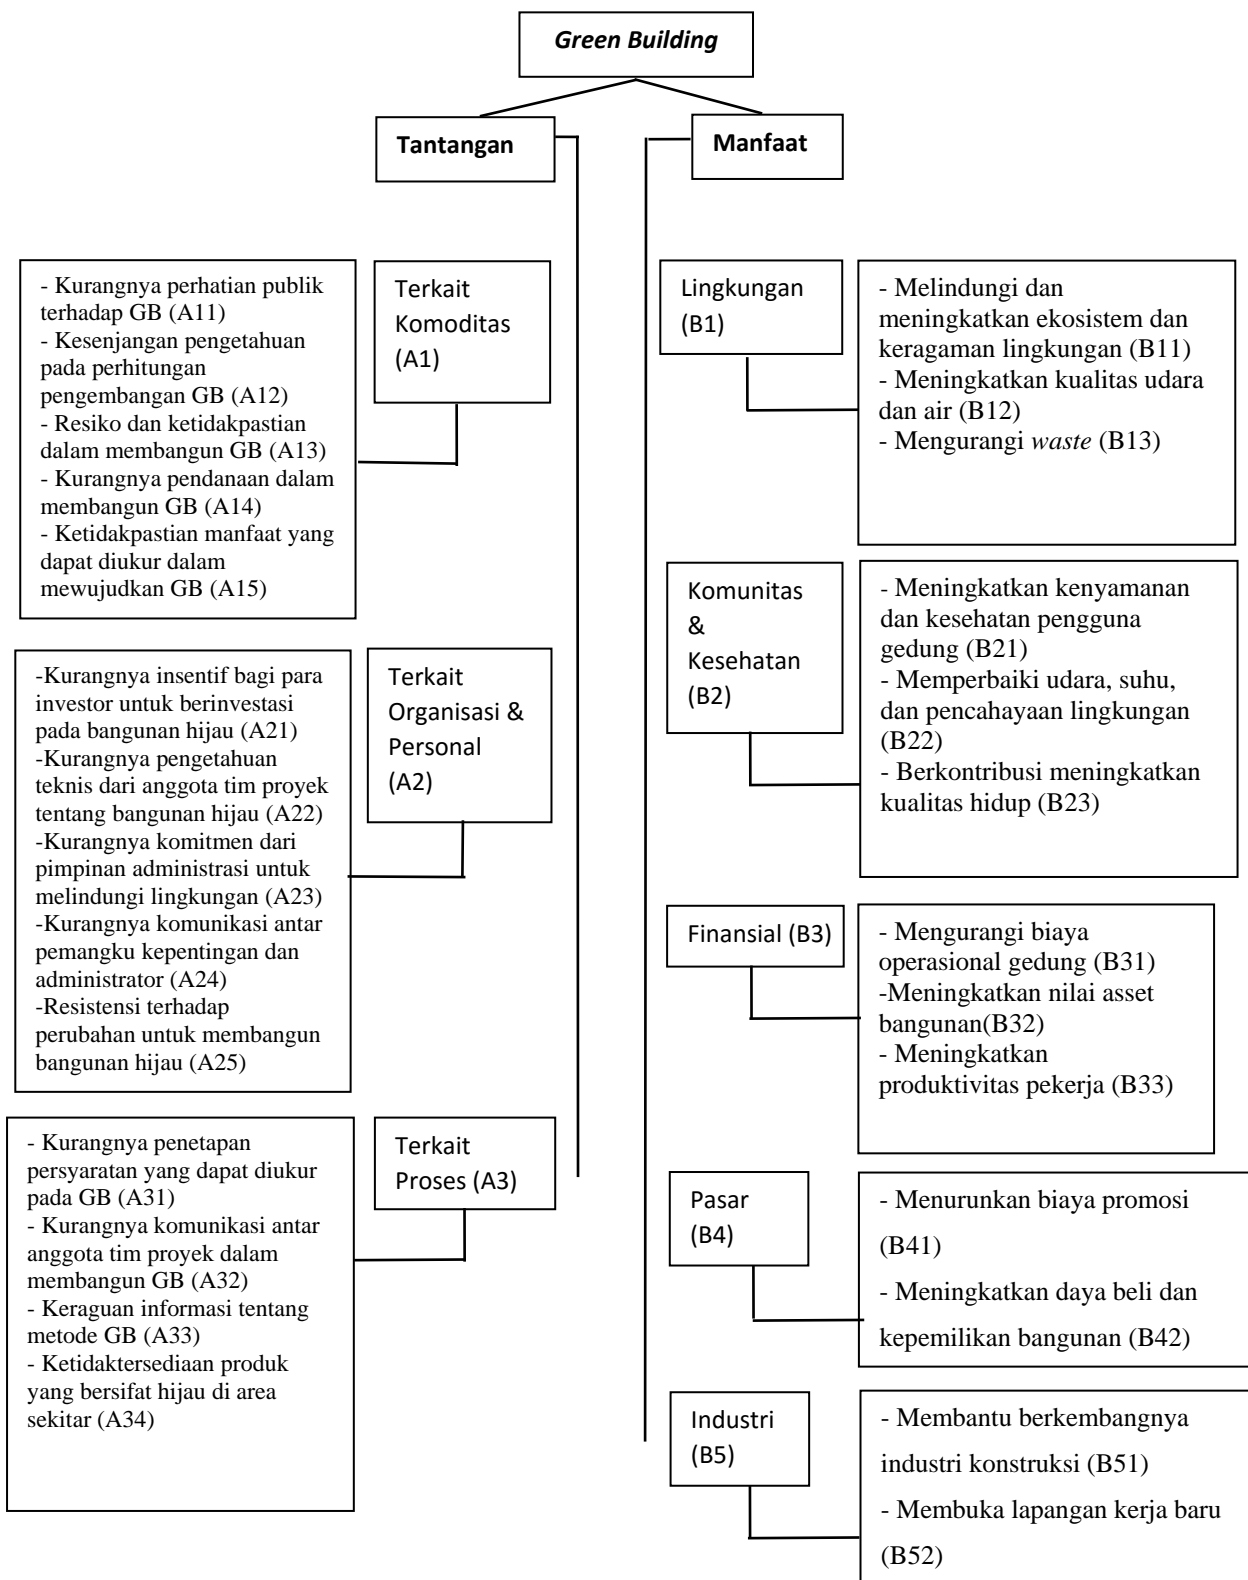 Green Building
Tantangan
Manfaat
Terkait
Komoditas
(A1)
- Kurangnya perhatian publik
terhadap GB (A11)
- Kesenjangan pengetahuan
pada perhitungan
pengembangan GB (A12)
- Resiko dan ketidakpastian
dalam membangun GB (A13)
- Kurangnya pendanaan dalam
membangun GB (A14)
- Ketidakpastian manfaat yang
dapat diukur dalam
mewujudkan GB (A15)
Terkait
Organisasi &
Personal
(A2)
-Kurangnya insentif bagi para
investor untuk berinvestasi
pada bangunan hijau (A21)
-Kurangnya pengetahuan
teknis dari anggota tim proyek
tentang bangunan hijau (A22)
-Kurangnya komitmen dari
pimpinan administrasi untuk
melindungi lingkungan (A23)
-Kurangnya komunikasi antar
pemangku kepentingan dan
administrator (A24)
-Resistensi terhadap
perubahan untuk membangun
bangunan hijau (A25)
Terkait
Proses (A3)
- Kurangnya penetapan
persyaratan yang dapat diukur
pada GB (A31)
- Kurangnya komunikasi antar
anggota tim proyek dalam
membangun GB (A32)
- Keraguan informasi tentang
metode GB (A33)
- Ketidaktersediaan produk
yang bersifat hijau di area
sekitar (A34)
Lingkungan
(B1)
- Melindungi dan
meningkatkan ekosistem dan
keragaman lingkungan (B11)
- Meningkatkan kualitas udara
dan air (B12)
- Mengurangi waste (B13)
Komunitas
&
Kesehatan
(B2)
- Meningkatkan kenyamanan
dan kesehatan pengguna
gedung (B21)
- Memperbaiki udara, suhu,
dan pencahayaan lingkungan
(B22)
- Berkontribusi meningkatkan
kualitas hidup (B23)
Finansial (B3)
- Mengurangi biaya
operasional gedung (B31)
-Meningkatkan nilai asset
bangunan(B32)
- Meningkatkan
produktivitas pekerja (B33)
Pasar
(B4)
- Menurunkan biaya promosi
(B41)
- Meningkatkan daya beli dan
kepemilikan bangunan (B42)
Industri
(B5)
- Membantu berkembangnya
industri konstruksi (B51)
- Membuka lapangan kerja baru
(B52)